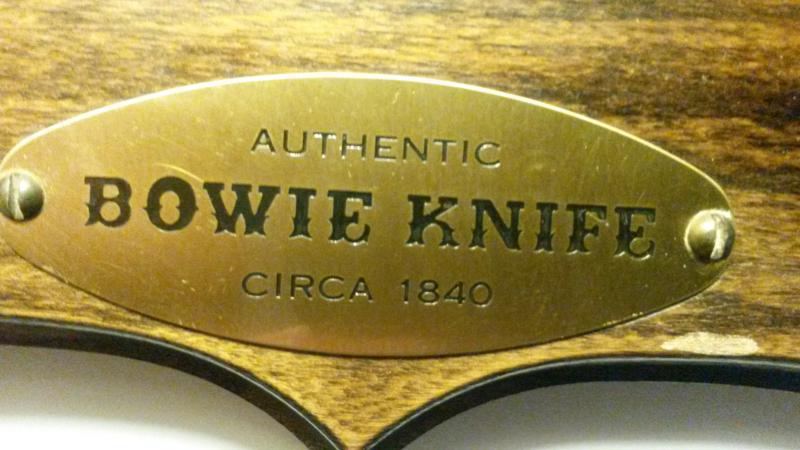 AUTHENTIC
BOWIE KNIFE
CIRCA 1840